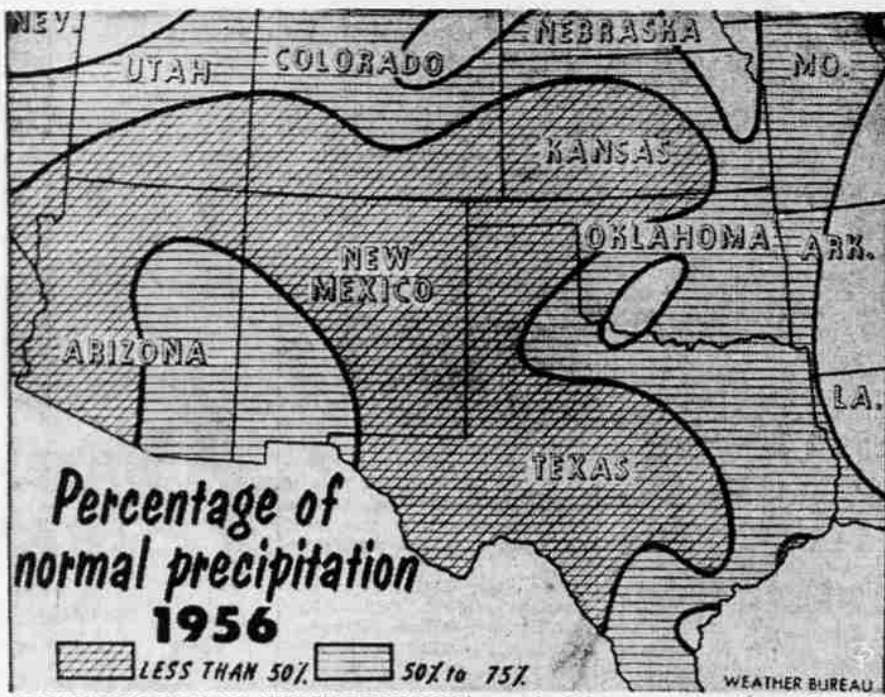 NEV.
UTAH
COLORADO
NEBRASKA
MO.
KANSAS
OKLAHOMA
ARK.
NEW
MEXICO
ARIZONA
LA.
TEXAS
Percentage of
normal precipitation
1956
LESS THAN 50% 50% to 75%
WEATHER BUREAU